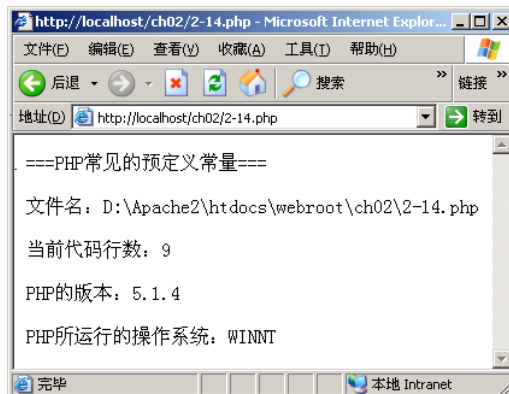 http://localhost/ch02/2-14.php - Microsoft Internet Explor...
文件(F) 编辑(E) 查看(V) 收藏(A) 工具(T) 帮助(H)
后退 搜索 » 链接 »
地址(D) http://localhost/ch02/2-14.php 转到
===PHP常见的预定义常量===
文件名：D:\Apache2\htdocs\webroot\ch02\2-14.php
当前代码行数：9
PHP的版本：5.1.4
PHP所运行的操作系统：WINNT
完毕 本地 Intranet